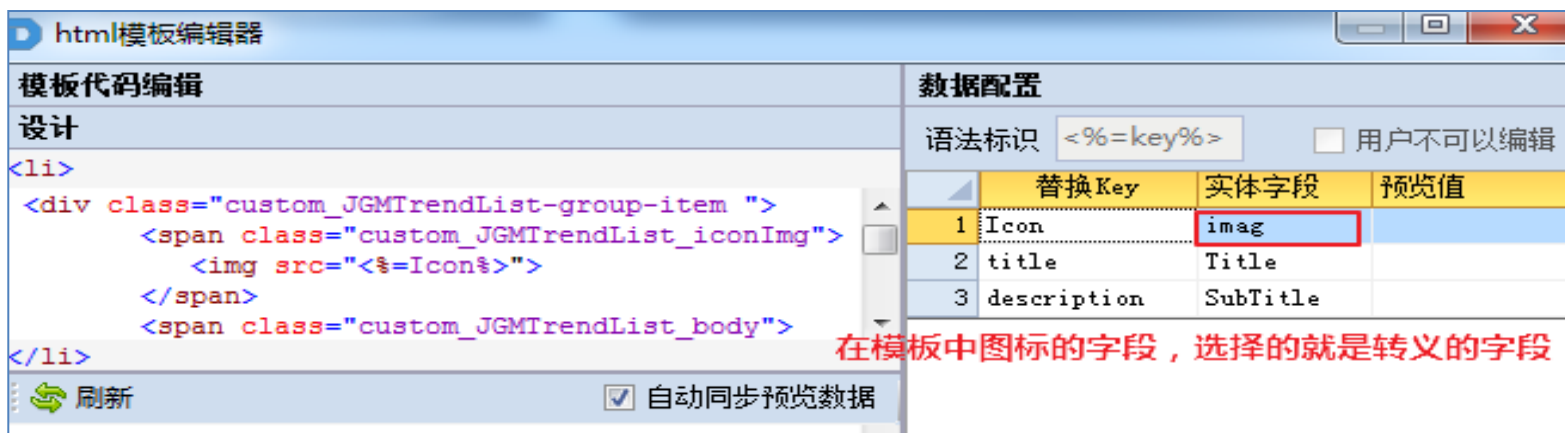 html模板编辑器
模板代码编辑
设计
<li>
<div class="custom_JGMTrendList-group-item ">
<span class="custom_JGMTrendList_iconImg">
<img src="<%=Icon%>">
</span>
<span class="custom_JGMTrendList_body">
</li>
刷新 自动同步预览数据
数据配置
语法标识 <%=key%> 用户不可以编辑
替换Key 实体字段 预览值
1 Icon imag
2 title Title
3 description SubTitle
在模板中图标的字段，选择的就是转义的字段